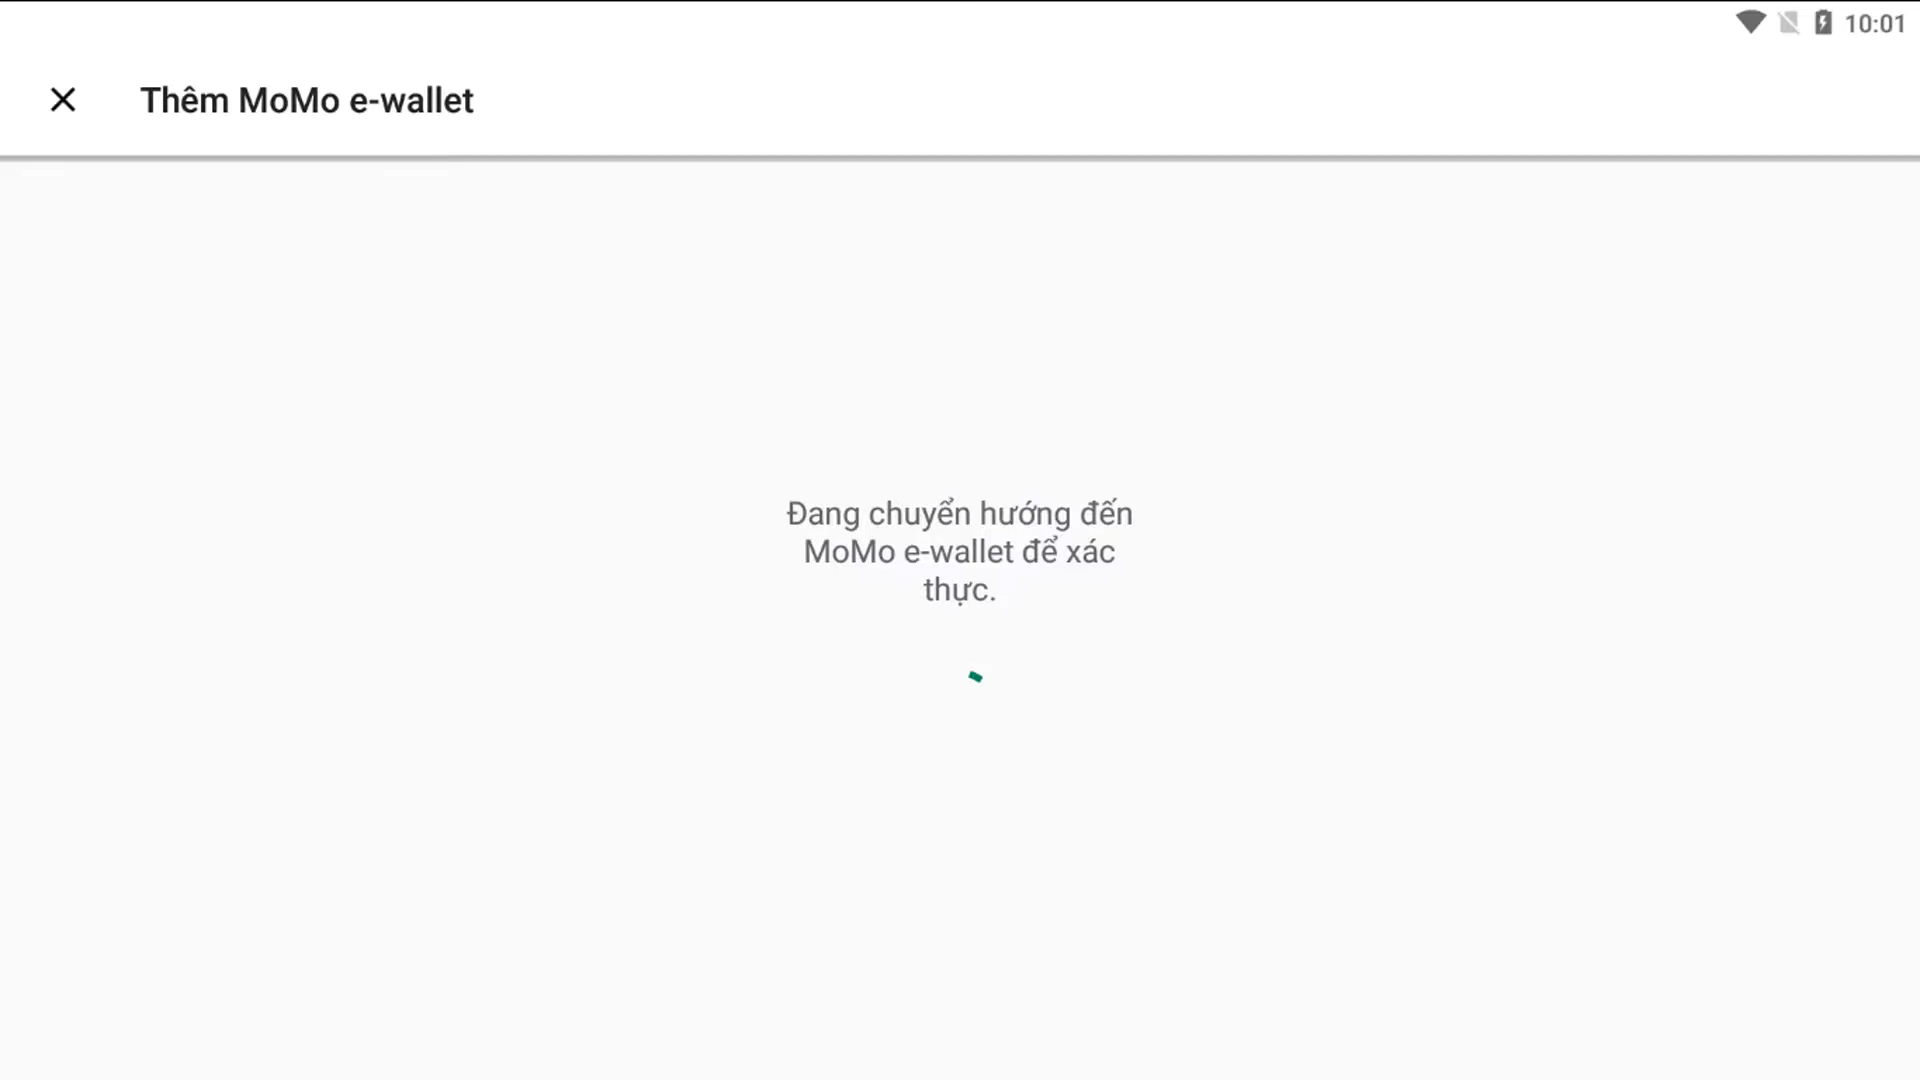 10:01
Thêm MoMo e-wallet
Đang chuyển hướng đến
MoMo e-wallet để xác
thực.